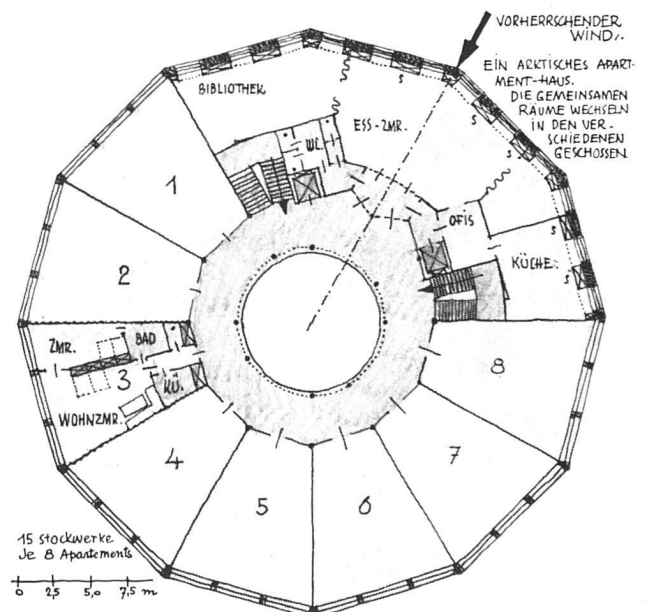 VORHERRSCHENDER
WIND.
EIN ARKTISCHES APART-
MENT-HAUS.
DIE GEMEINSAMEN
RÄUME WECHSELN
IN DEN VER-
SCHIEDENEN
GESCHOSSEN
BIBLIOTHEK
S
S
WC
ESS-ZMR.
S
S
1
OFIS
S
2
KÜCHE
S
ZMR.
BAD
3
KÜ.
8
WOHNZMR.
4
7
5
6
15 Stockwerke
Je 8 Apartements
0 2,5 5,0 7,5 m